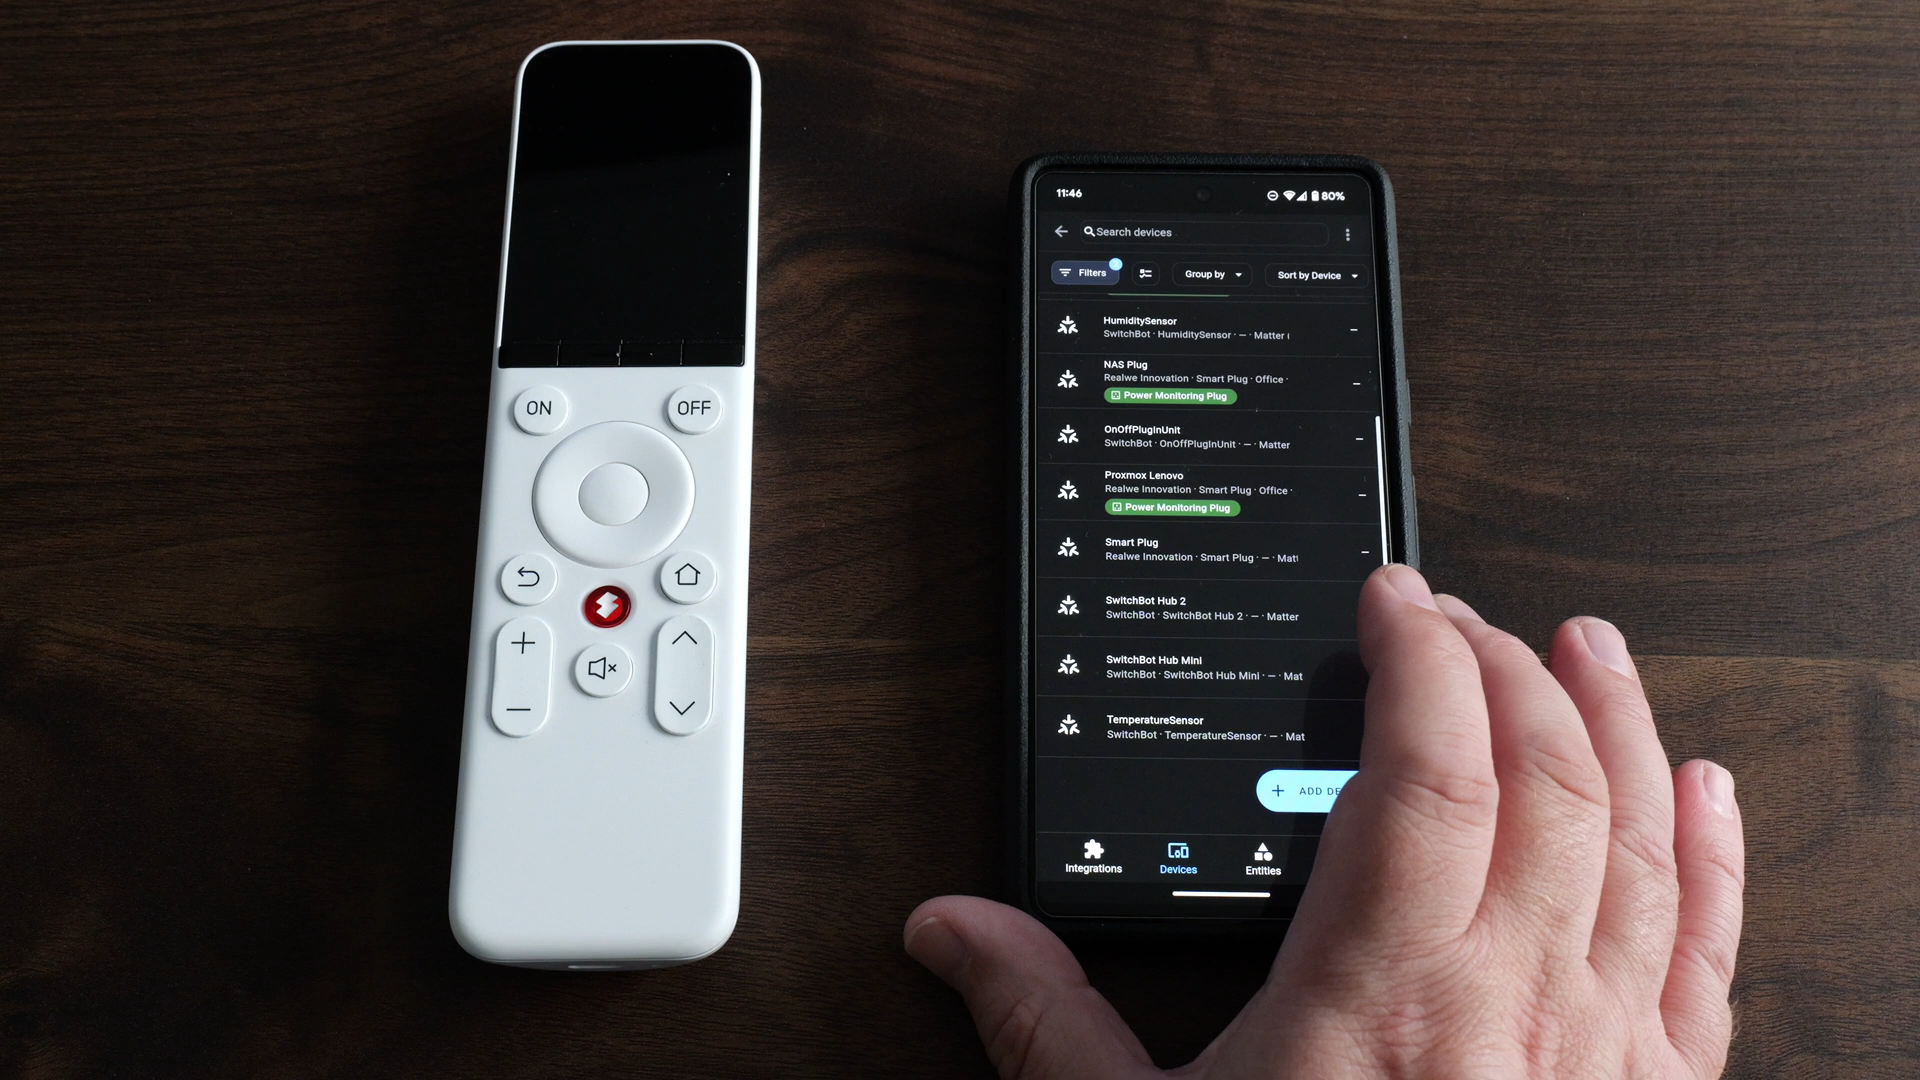 ON
OFF
11:46
80%
Search devices
Filters
Group by
Sort by Device
HumiditySensor
SwitchBot · HumiditySensor · — · Matter (
NAS Plug
Realwe Innovation · Smart Plug · Office ·
Power Monitoring Plug
OnOffPlugInUnit
SwitchBot · OnOffPlugInUnit · — · Matter
Proxmox Lenovo
Realwe Innovation · Smart Plug · Office ·
Power Monitoring Plug
Smart Plug
Realwe Innovation · Smart Plug · — · Matt
SwitchBot Hub 2
SwitchBot · SwitchBot Hub 2 · — · Matter
SwitchBot Hub Mini
SwitchBot · SwitchBot Hub Mini · — · Mat
TemperatureSensor
SwitchBot · TemperatureSensor · — · Mat
+ ADD DE
Integrations
Devices
Entities